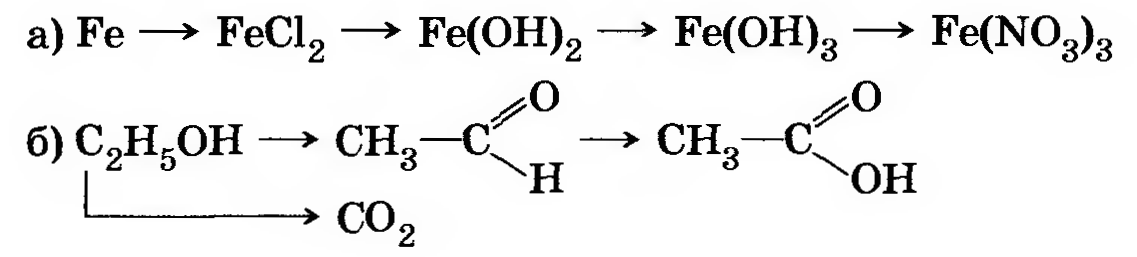 а) Fe → FeCl₂ → Fe(OH)₂ → Fe(OH)₃ → Fe(NO₃)₃
O O
б) C₂H₅OH → CH₃—C → CH₃—C
H OH
CO₂